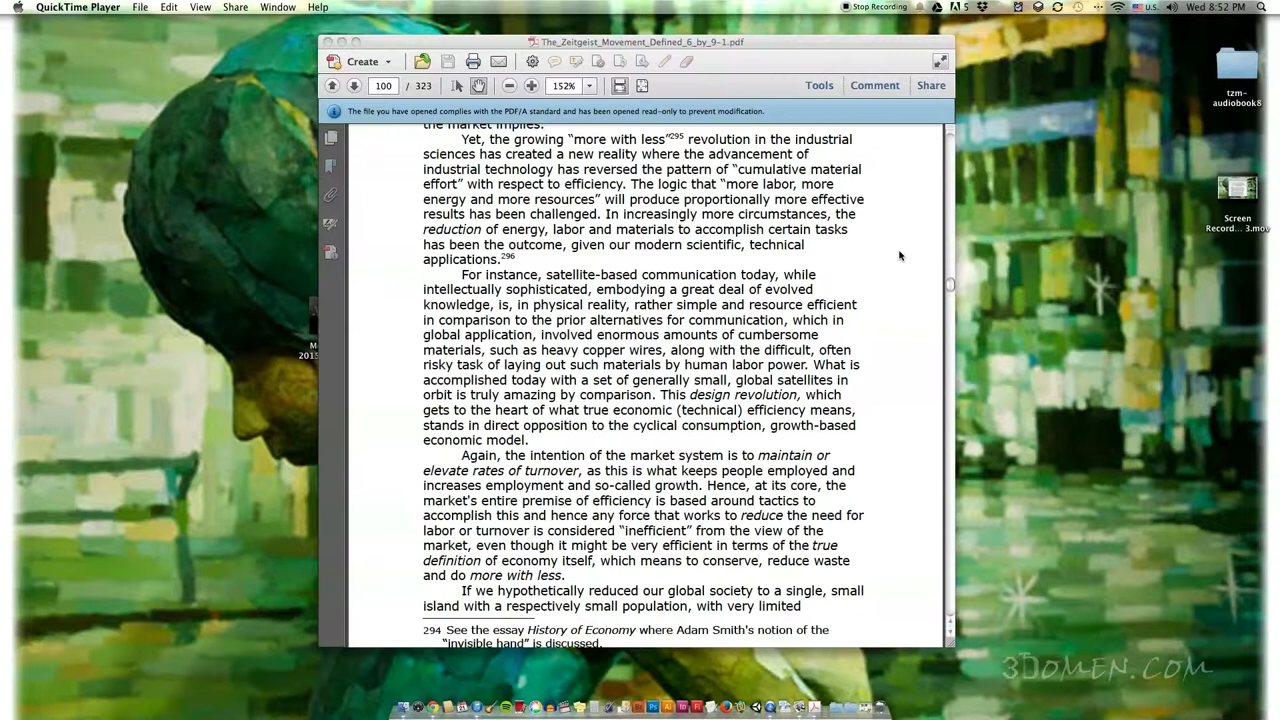 QuickTime Player File Edit View Share Window Help
Stop Recording 5 U.S. Wed 8:52 PM
The_Zeitgeist_Movement_Defined_6_by_9-1.pdf
Create
100 / 323 152% Tools Comment Share
The file you have opened complies with the PDF/A standard and has been opened read-only to prevent modification.
the market implies.
Yet, the growing “more with less”295 revolution in the industrial
sciences has created a new reality where the advancement of
industrial technology has reversed the pattern of “cumulative material
effort” with respect to efficiency. The logic that “more labor, more
energy and more resources” will produce proportionally more effective
results has been challenged. In increasingly more circumstances, the
reduction of energy, labor and materials to accomplish certain tasks
has been the outcome, given our modern scientific, technical
applications.296
For instance, satellite-based communication today, while
intellectually sophisticated, embodying a great deal of evolved
knowledge, is, in physical reality, rather simple and resource efficient
in comparison to the prior alternatives for communication, which in
global application, involved enormous amounts of cumbersome
materials, such as heavy copper wires, along with the difficult, often
risky task of laying out such materials by human labor power. What is
accomplished today with a set of generally small, global satellites in
orbit is truly amazing by comparison. This design revolution, which
gets to the heart of what true economic (technical) efficiency means,
stands in direct opposition to the cyclical consumption, growth-based
economic model.
Again, the intention of the market system is to maintain or
elevate rates of turnover, as this is what keeps people employed and
increases employment and so-called growth. Hence, at its core, the
market's entire premise of efficiency is based around tactics to
accomplish this and hence any force that works to reduce the need for
labor or turnover is considered “inefficient” from the view of the
market, even though it might be very efficient in terms of the true
definition of economy itself, which means to conserve, reduce waste
and do more with less.
If we hypothetically reduced our global society to a single, small
island with a respectively small population, with very limited
294 See the essay History of Economy where Adam Smith's notion of the
“invisible hand” is discussed.
tzm-
audiobook8
Screen
Record... 3.mov
3DOMEN.COM